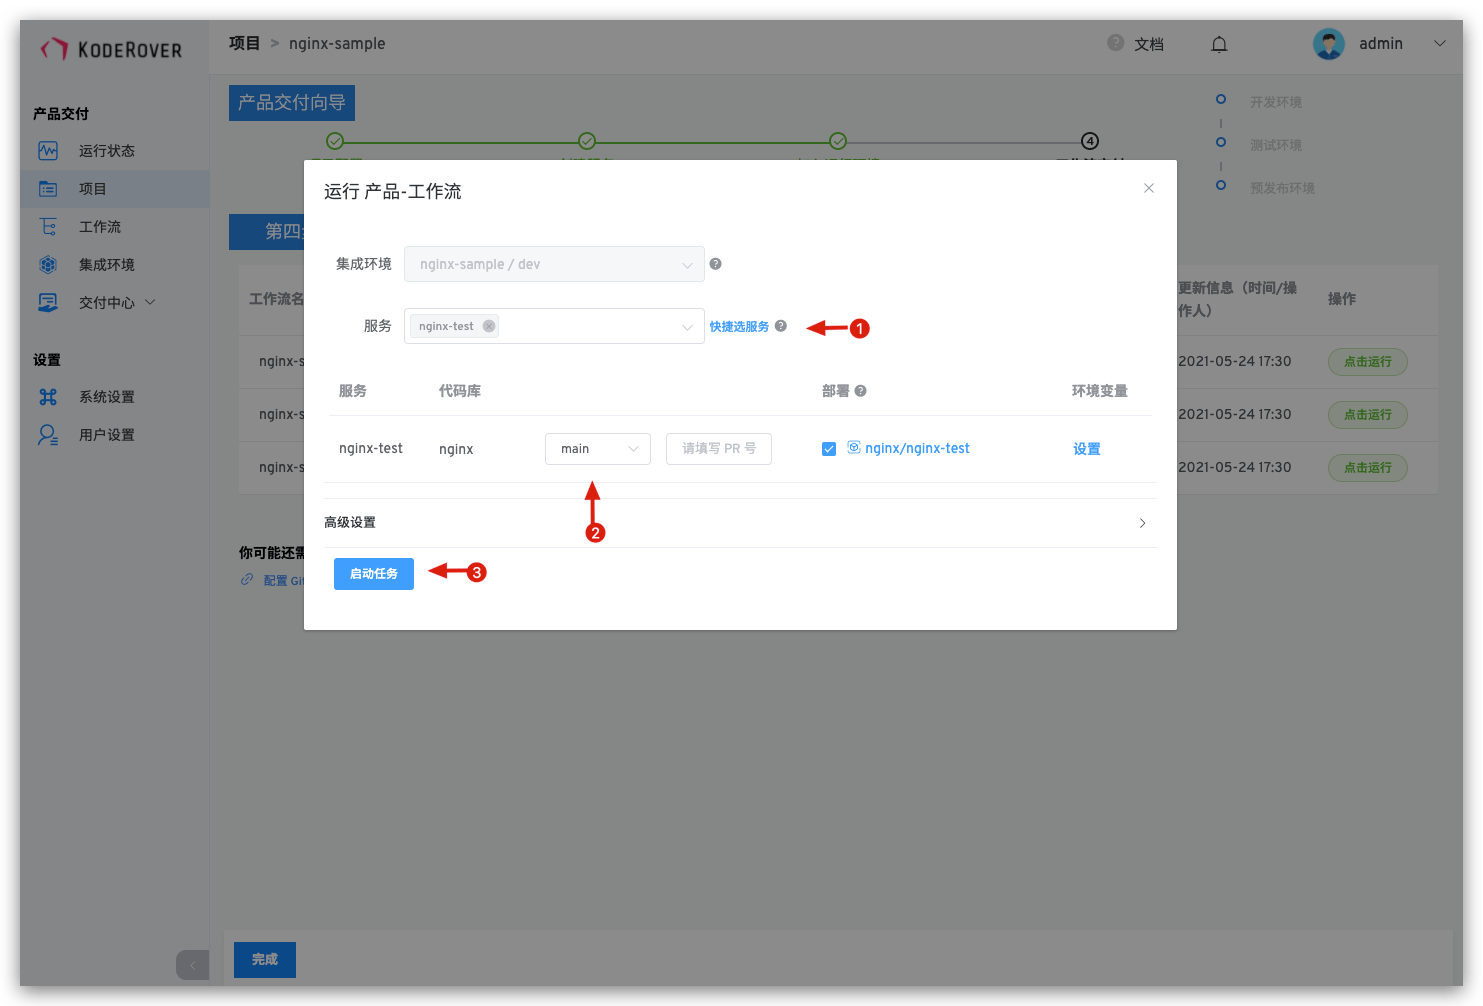 KODEROVER
项目 > nginx-sample
文档
admin
产品交付
运行状态
项目
工作流
集成环境
交付中心
设置
系统设置
用户设置
产品交付向导
4
开发环境
测试环境
预发布环境
第四
工作流名
更新信息（时间/操作人）
操作
nginx-s
2021-05-24 17:30
点击运行
nginx-s
2021-05-24 17:30
点击运行
nginx-s
2021-05-24 17:30
点击运行
你可能还需
配置 Git
运行 产品-工作流
集成环境
nginx-sample / dev
服务
nginx-test
快捷选服务
1
服务 代码库 部署 环境变量
nginx-test nginx main 请填写 PR 号 nginx/nginx-test 设置
2
高级设置
启动任务
3
完成